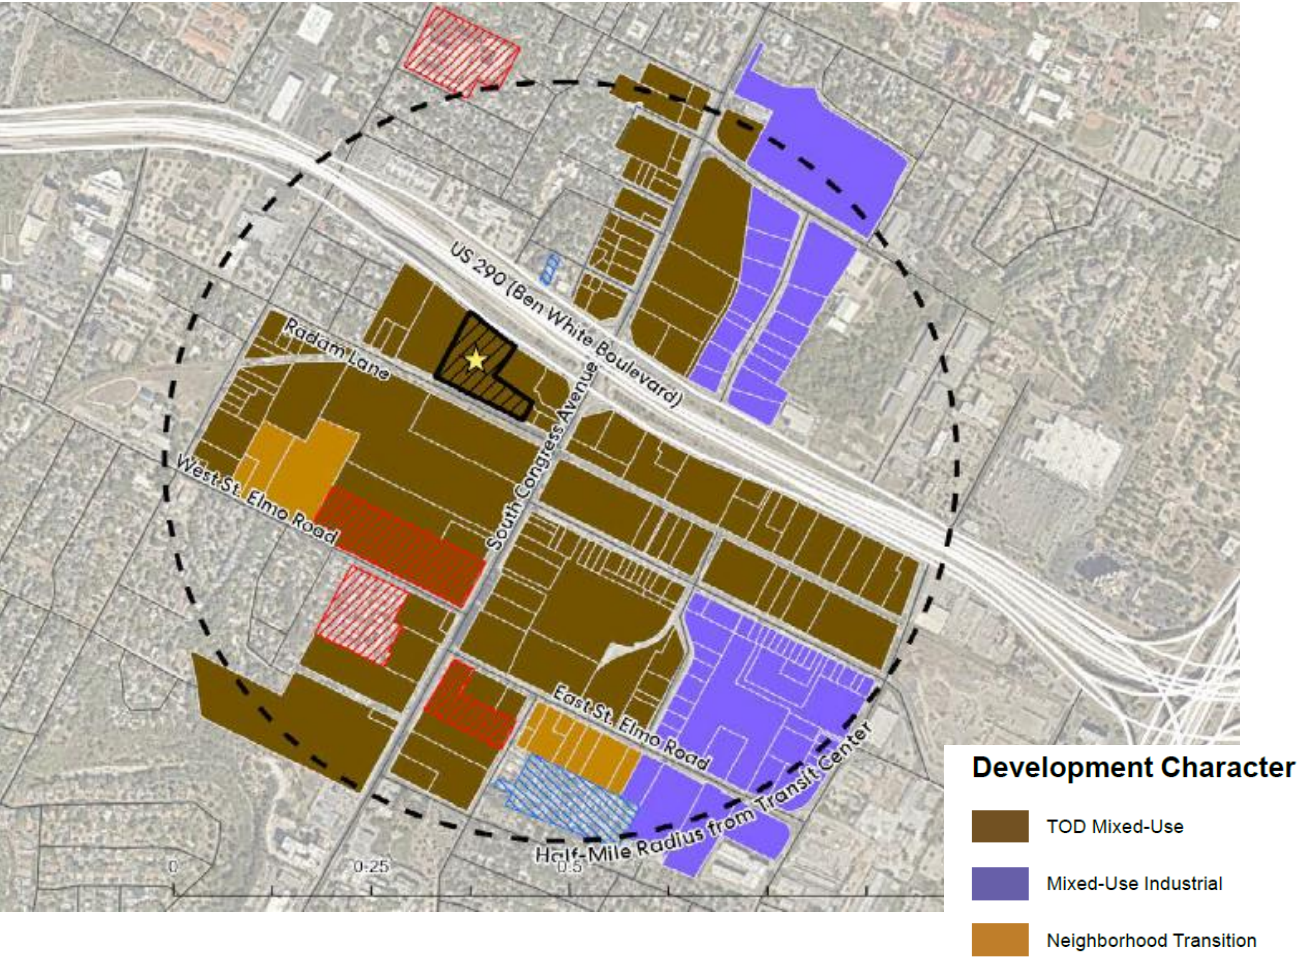 US 290 (Ben White Boulevard)
Radam Lane
South Congress Avenue
West St. Elmo Road
East St. Elmo Road
Half-Mile Radius from Transit Center
0 0.25 0.5
Development Character
TOD Mixed-Use
Mixed-Use Industrial
Neighborhood Transition